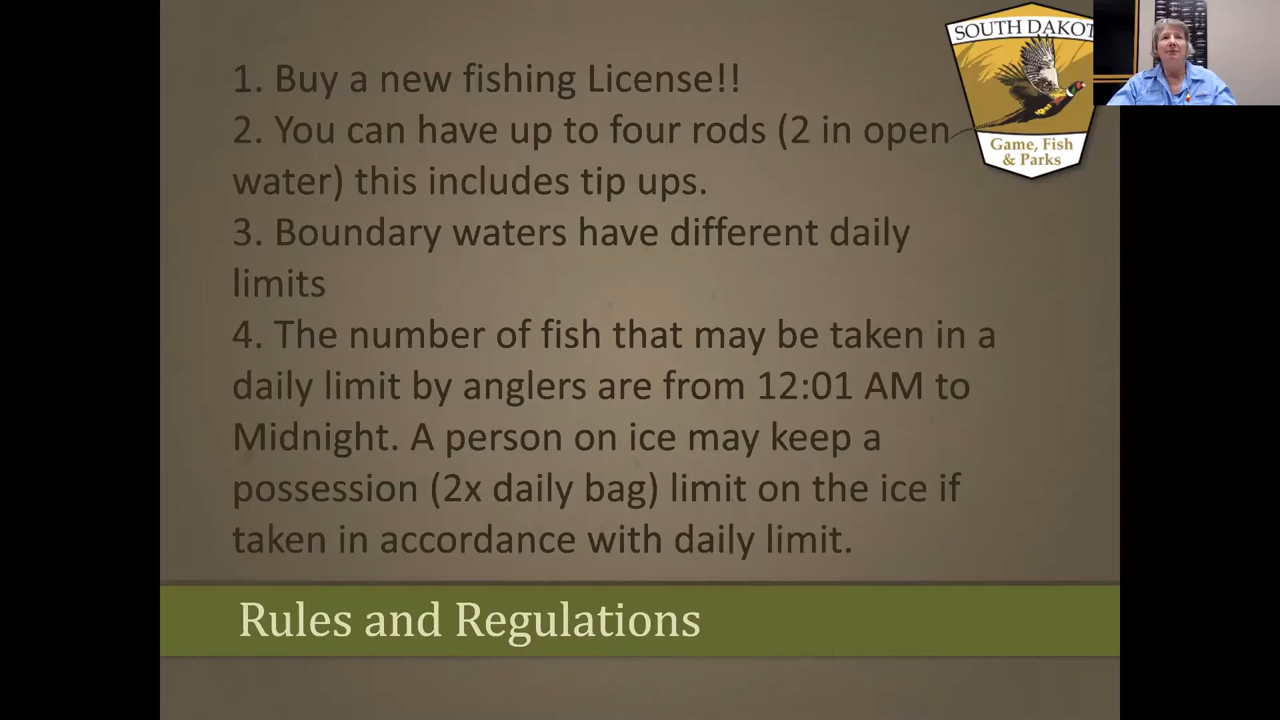 SOUTH DAKOT
1. Buy a new fishing License!!
2. You can have up to four rods (2 in open
water) this includes tip ups.
Game, Fish
& Parks
3. Boundary waters have different daily
limits
4. The number of fish that may be taken in a
daily limit by anglers are from 12:01 AM to
Midnight. A person on ice may keep a
possession (2x daily bag) limit on the ice if
taken in accordance with daily limit.
Rules and Regulations